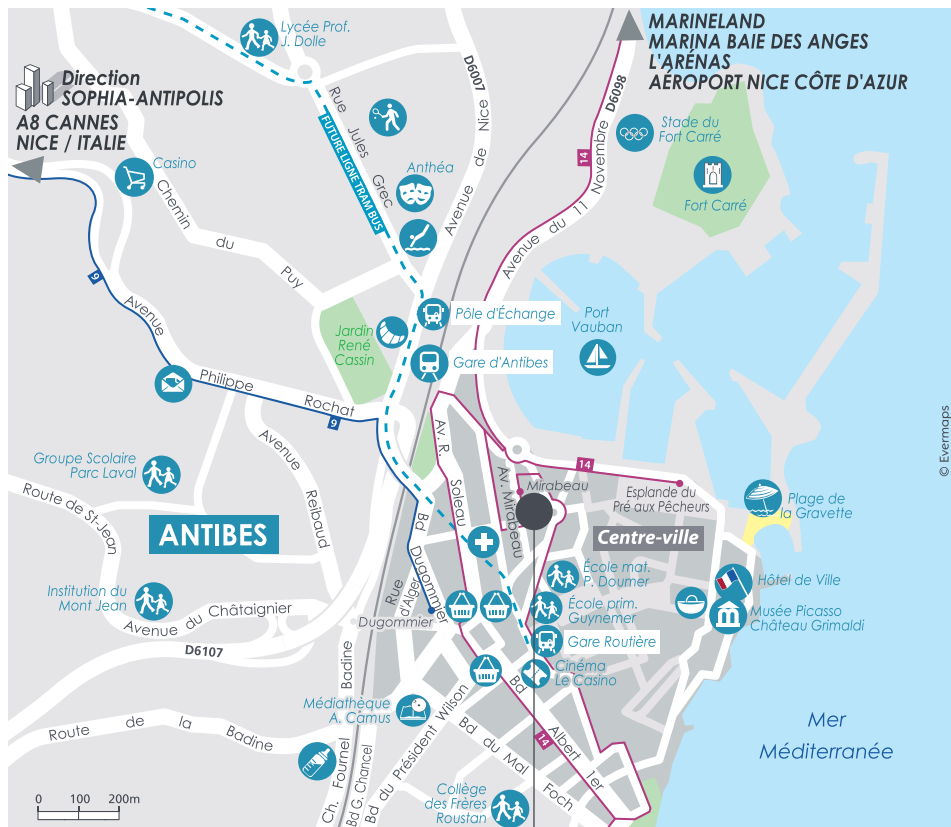 Lycée Prof.
J. Dolle
MARINELAND
MARINA BAIE DES ANGES
L'ARÉNAS
AÉROPORT NICE CÔTE D'AZUR
Direction
SOPHIA-ANTIPOLIS
A8 CANNES
NICE / ITALIE
D6007
Avenue de Nice
Rue Jules Grec
FUTURE LIGNE TRAM BUS
D6098
14
Avenue du 11 Novembre
Stade du
Fort Carré
Fort Carré
Casino
Anthéa
Chemin du Puy
9
Avenue Philippe Rochat
9
Pôle d'Échange
Port
Vauban
Jardin
René
Cassin
Gare d'Antibes
© Evermaps
Avenue Reibaud
Groupe Scolaire
Parc Laval
Route de St-Jean
ANTIBES
Av. R. Soleau
Av. Mirabeau
Mirabeau
14
Esplande du
Pré aux Pêcheurs
Plage de
la Gravette
Centre-ville
Bd Dugommier
Rue d'Alger
Dugommier
École mat.
P. Doumer
École prim.
Guynemer
Hôtel de Ville
Musée Picasso
Château Grimaldi
Institution du
Mont Jean
Avenue du Châtaignier
D6107
Gare Routière
Cinéma
Le Casino
Médiathèque
A. Camus
Route de la Badine
Ch. Fournel Badine
Bd G. Chancel
Bd du Président Wilson
Bd du Mal Foch
Bd Albert 1er
14
Collège
des Frères
Roustan
Mer
Méditerranée
0 100 200m